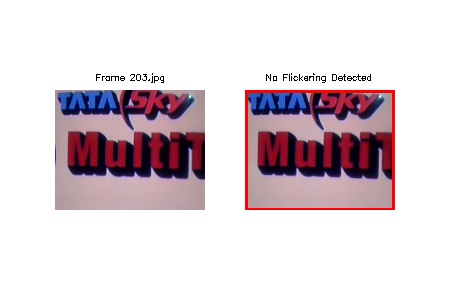 Frame 203.jpg
No Flickering Detected
TATA Sky
MultiT
TATA Sky
MultiT